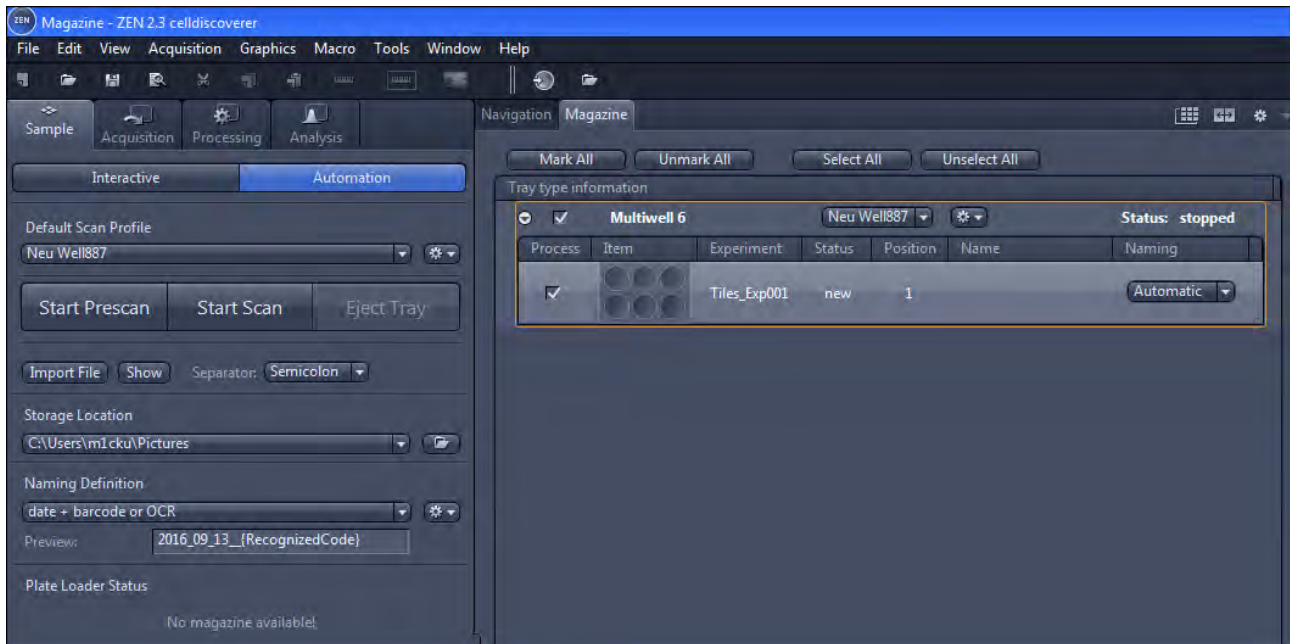 ZEN Magazine - ZEN 2.3 celldiscoverer
File Edit View Acquisition Graphics Macro Tools Window Help
Sample Acquisition Processing Analysis
Interactive Automation
Default Scan Profile
Neu Well887
Start Prescan Start Scan Eject Tray
Import File Show Separator: Semicolon
Storage Location
C:\Users\m1cku\Pictures
Naming Definition
date + barcode or OCR
Preview: 2016_09_13__{RecognizedCode}
Plate Loader Status
No magazine available!
Navigation Magazine
Mark All Unmark All Select All Unselect All
Tray type information
Multiwell 6 Neu Well887 Status: stopped
Process Item Experiment Status Position Name Naming
Tiles_Exp001 new 1 Automatic